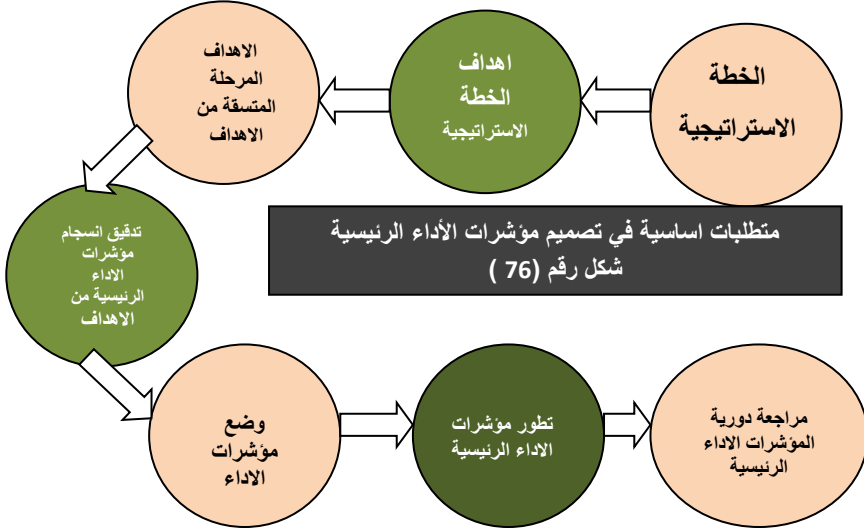 الخطة
الاستراتيجية
اهداف
الخطة
الاستراتيجية
الاهداف
المرحلة
المتسقة من
الاهداف
متطلبات اساسية في تصميم مؤشرات الأداء الرئيسية
شكل رقم (76 )
تدقيق انسجام
مؤشرات
الاداء
الرئيسية من
الاهداف
وضع
مؤشرات
الاداء
تطور مؤشرات
الاداء الرئيسية
مراجعة دورية
المؤشرات الاداء
الرئيسية